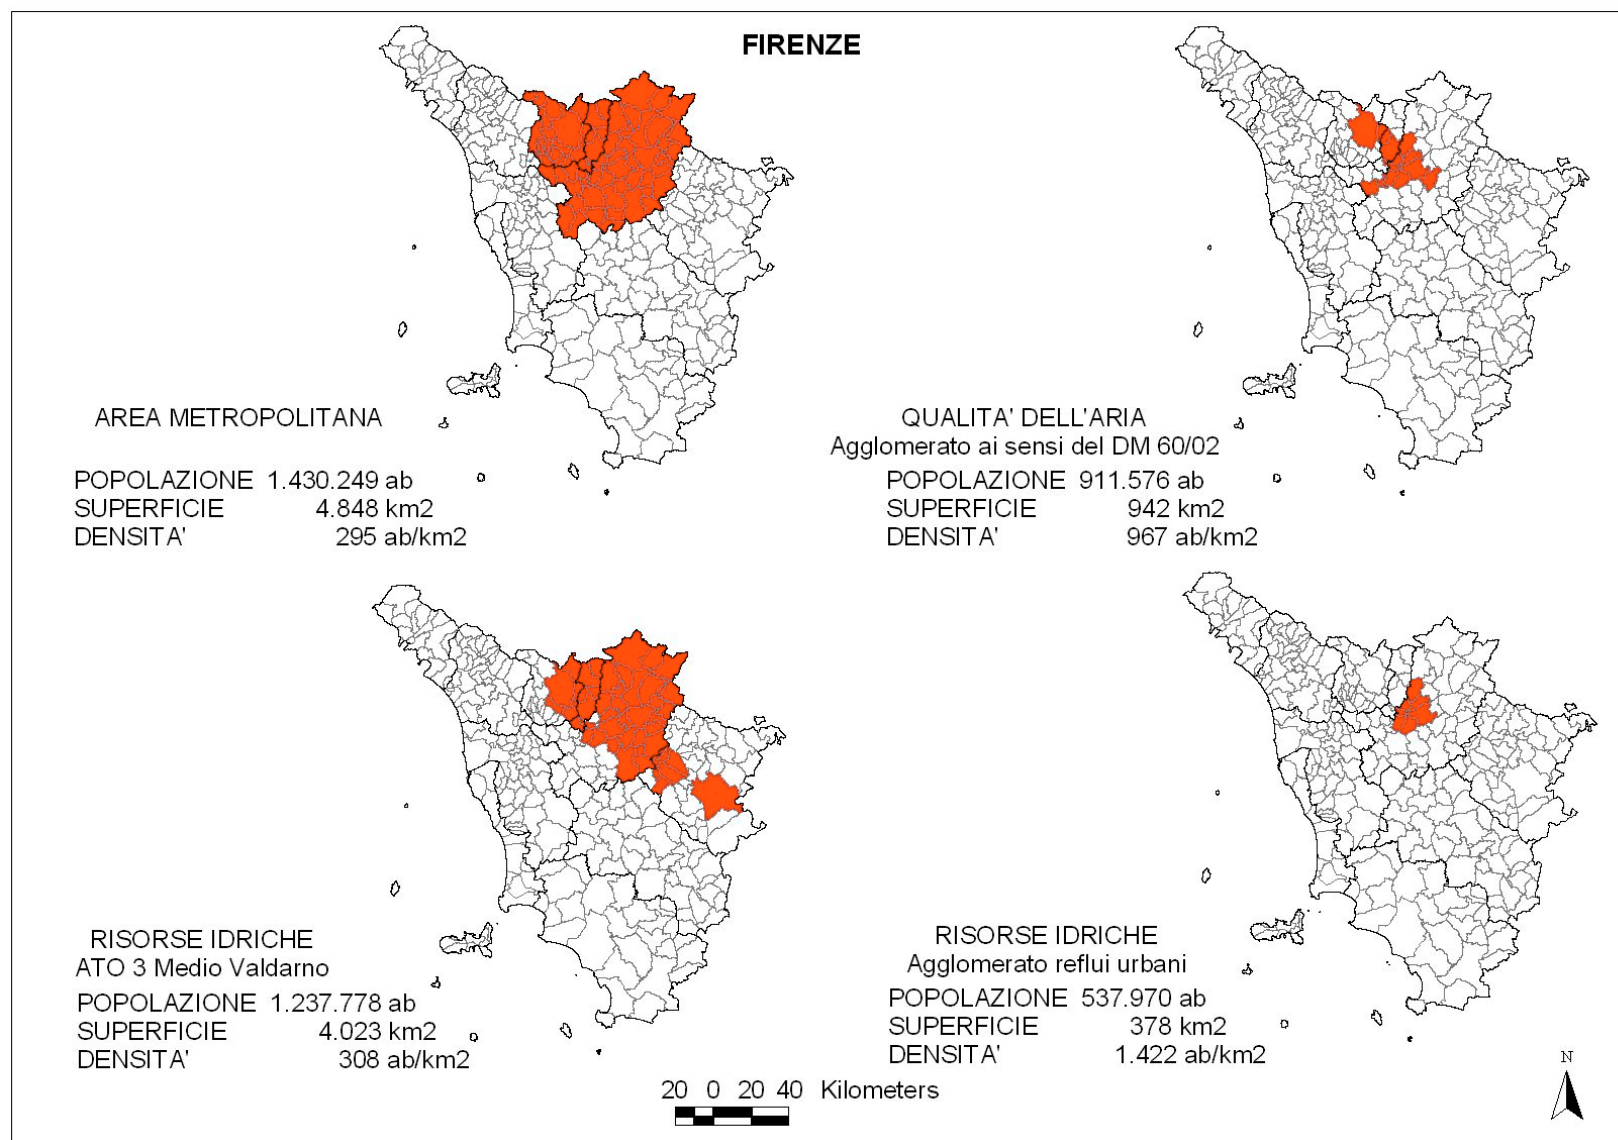 FIRENZE
AREA METROPOLITANA
POPOLAZIONE 1.430.249 ab
SUPERFICIE 4.848 km2
DENSITA' 295 ab/km2
QUALITA' DELL'ARIA
Agglomerato ai sensi del DM 60/02
POPOLAZIONE 911.576 ab
SUPERFICIE 942 km2
DENSITA' 967 ab/km2
RISORSE IDRICHE
ATO 3 Medio Valdarno
POPOLAZIONE 1.237.778 ab
SUPERFICIE 4.023 km2
DENSITA' 308 ab/km2
RISORSE IDRICHE
Agglomerato reflui urbani
POPOLAZIONE 537.970 ab
SUPERFICIE 378 km2
DENSITA' 1.422 ab/km2
20 0 20 40 Kilometers
N